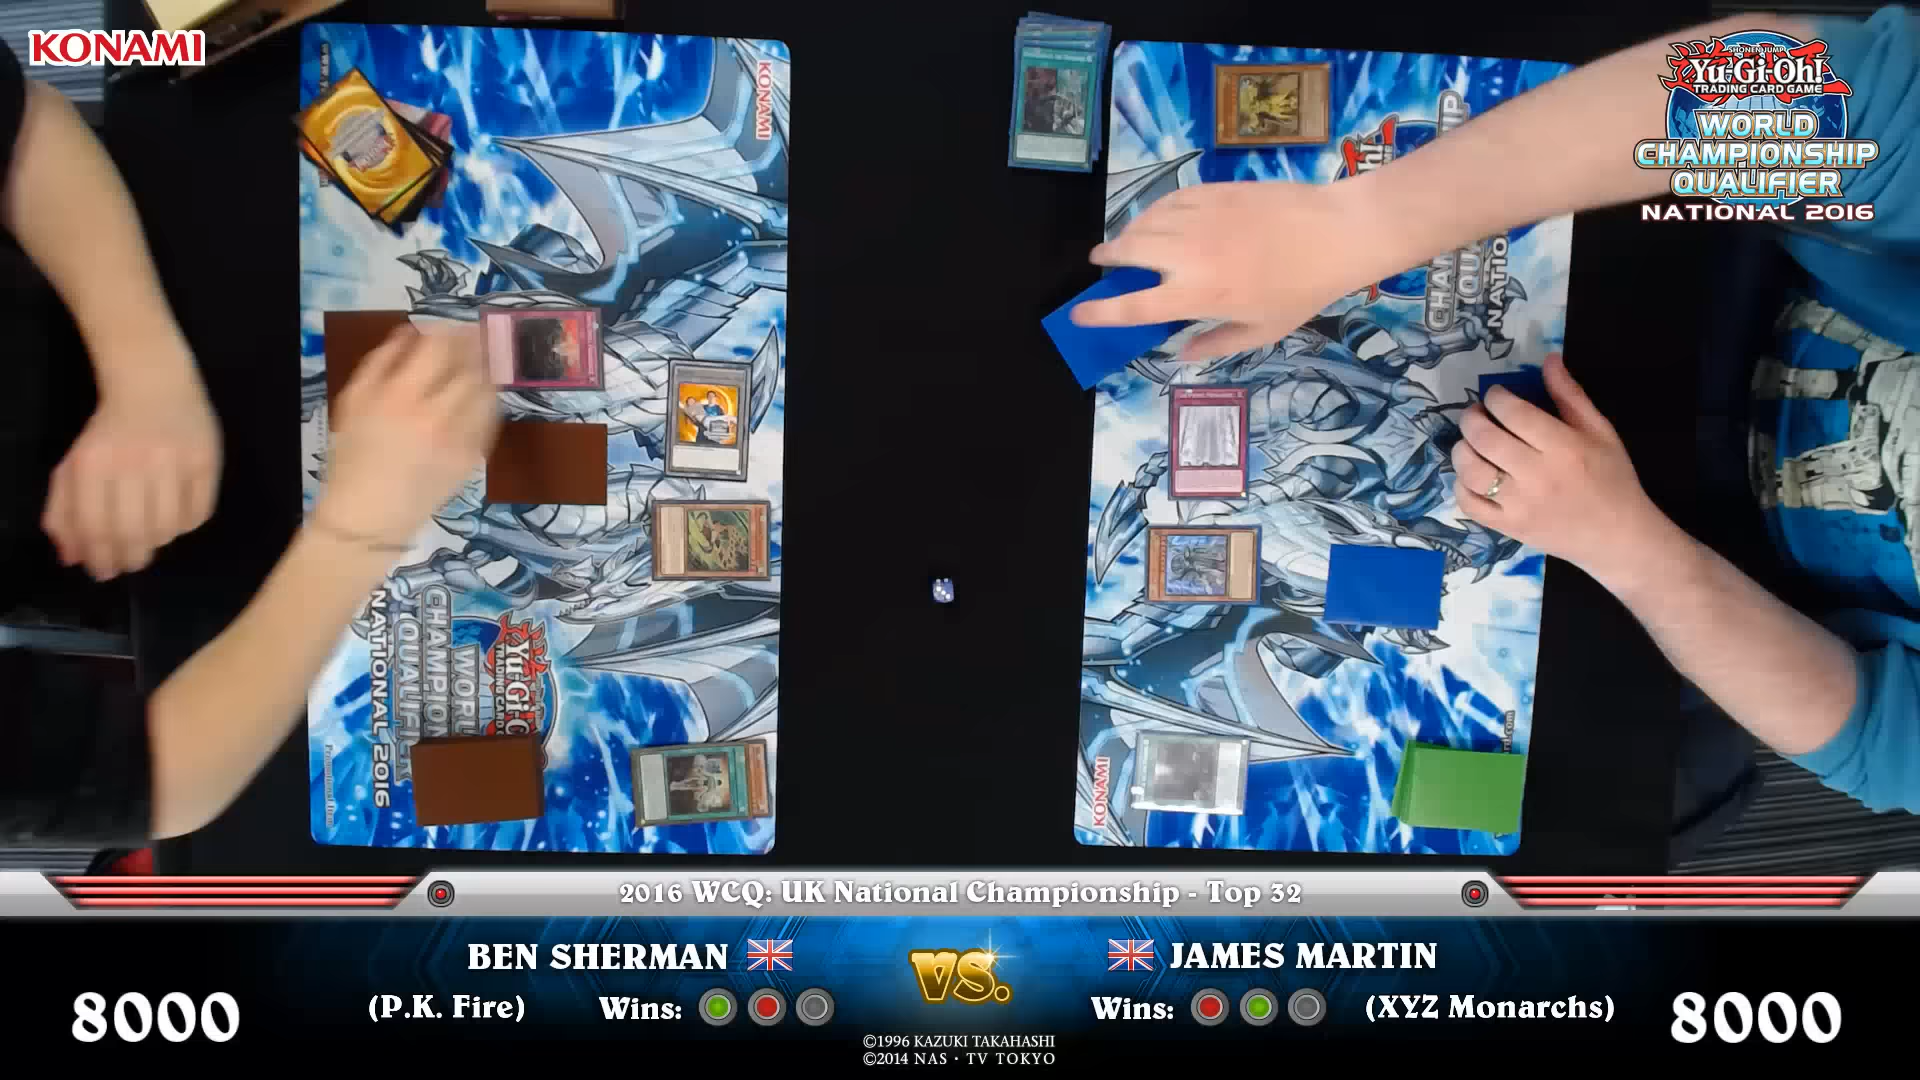 KONAMI
SHONEN JUMP
Yu-Gi-Oh!
TRADING CARD GAME
WORLD
CHAMPIONSHIP
QUALIFIER
NATIONAL 2016
KONAMI
NATIONAL 2016
KONAMI
2016 WCQ: UK National Championship - Top 32
BEN SHERMAN
VS.
JAMES MARTIN
8000
(P.K. Fire)
Wins:
Wins:
(XYZ Monarchs)
8000
©1996 KAZUKI TAKAHASHI
©2014 NAS • TV TOKYO